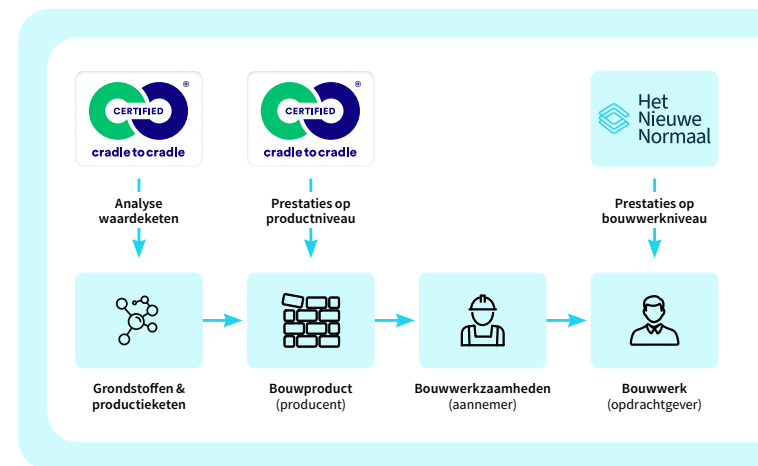 CERTIFIED
®
cradle to cradle
CERTIFIED
®
cradle to cradle
Het
Nieuwe
Normaal
Analyse
waardeketen
Prestaties op
productniveau
Prestaties op
bouwwerkniveau
Grondstoffen &
productieketen
Bouwproduct
(producent)
Bouwwerkzaamheden
(aannemer)
Bouwwerk
(opdrachtgever)